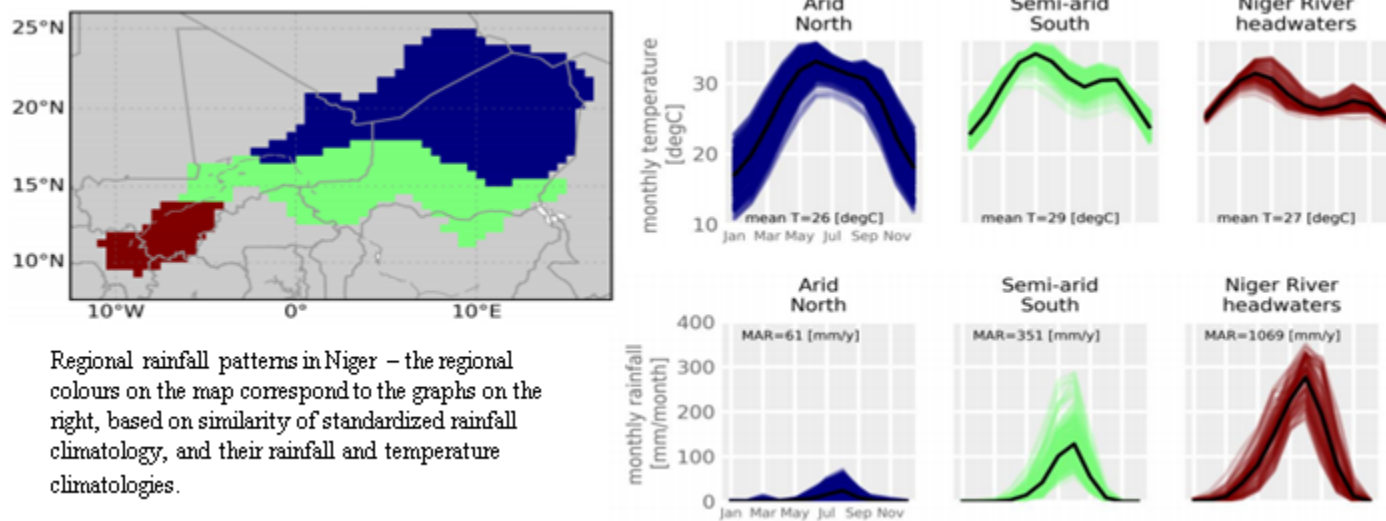 25°N
20°N
15°N
10°N
10°W 0° 10°E
Regional rainfall patterns in Niger – the regional
colours on the map correspond to the graphs on the
right, based on similarity of standardized rainfall
climatology, and their rainfall and temperature
climatologies.
Arid
North
Semi-arid
South
Niger River
headwaters
monthly temperature
[degC]
30
20
10
mean T=26 [degC]
mean T=29 [degC]
mean T=27 [degC]
Jan Mar May Jul Sep Nov
Arid
North
Semi-arid
South
Niger River
headwaters
monthly rainfall
[mm/month]
400
300
200
100
0
MAR=61 [mm/y]
MAR=351 [mm/y]
MAR=1069 [mm/y]
Jan Mar May Jul Sep Nov